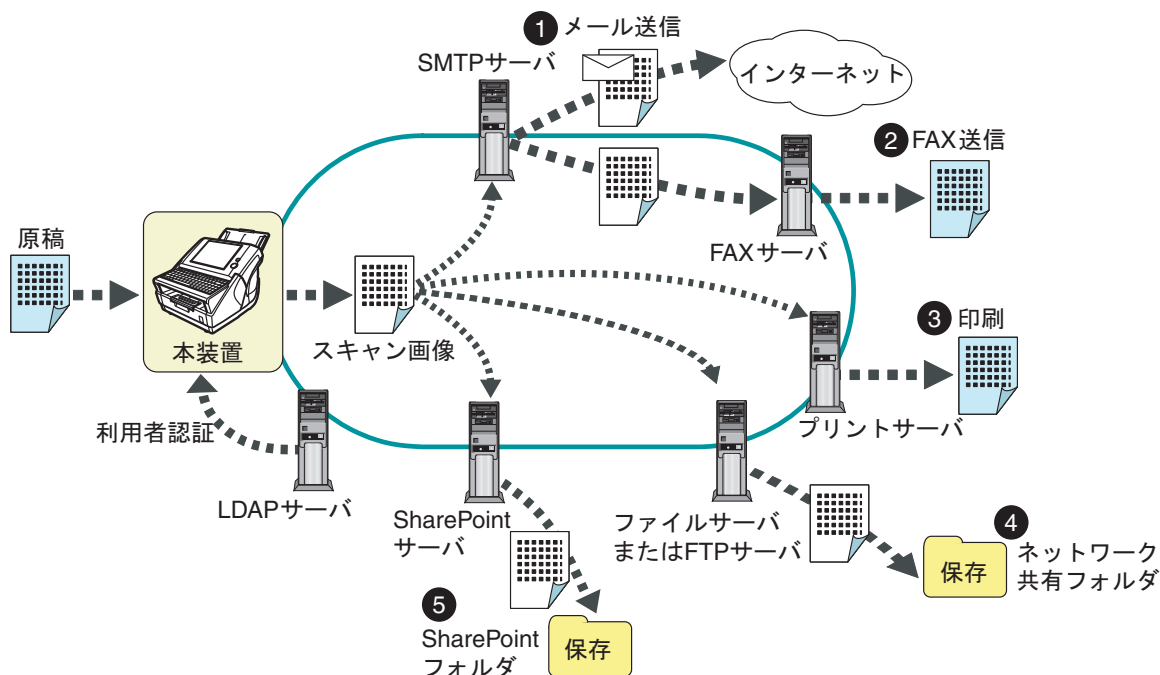 1 メール送信
SMTPサーバ
インターネット
2 FAX送信
FAXサーバ
原稿
本装置
スキャン画像
3 印刷
プリントサーバ
利用者認証
LDAPサーバ
SharePoint
サーバ
ファイルサーバ
またはFTPサーバ
4
ネットワーク
共有フォルダ
保存
5
SharePoint
フォルダ
保存